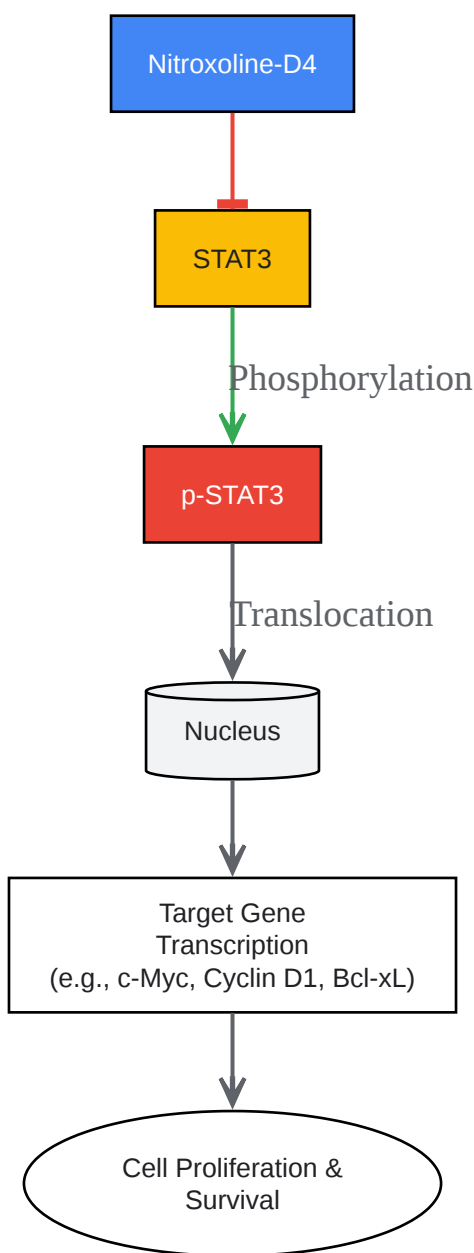 Nitroxoline-D4
STAT3
Phosphorylation
p-STAT3
Translocation
Nucleus
Target Gene
Transcription
(e.g., c-Myc, Cyclin D1, Bcl-xL)
Cell Proliferation &
Survival